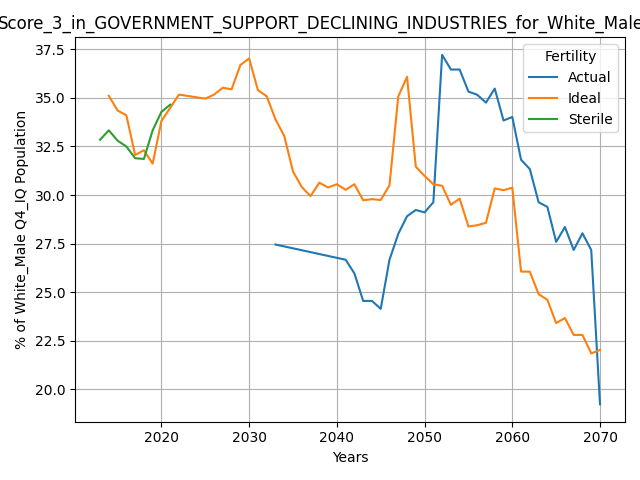 Score_3_in_GOVERNMENT_SUPPORT_DECLINING_INDUSTRIES_for_White_Male
Fertility
Actual
Ideal
Sterile
% of White_Male Q4_IQ Population
37.5
35.0
32.5
30.0
27.5
25.0
22.5
20.0
2020 2030 2040 2050 2060 2070
Years